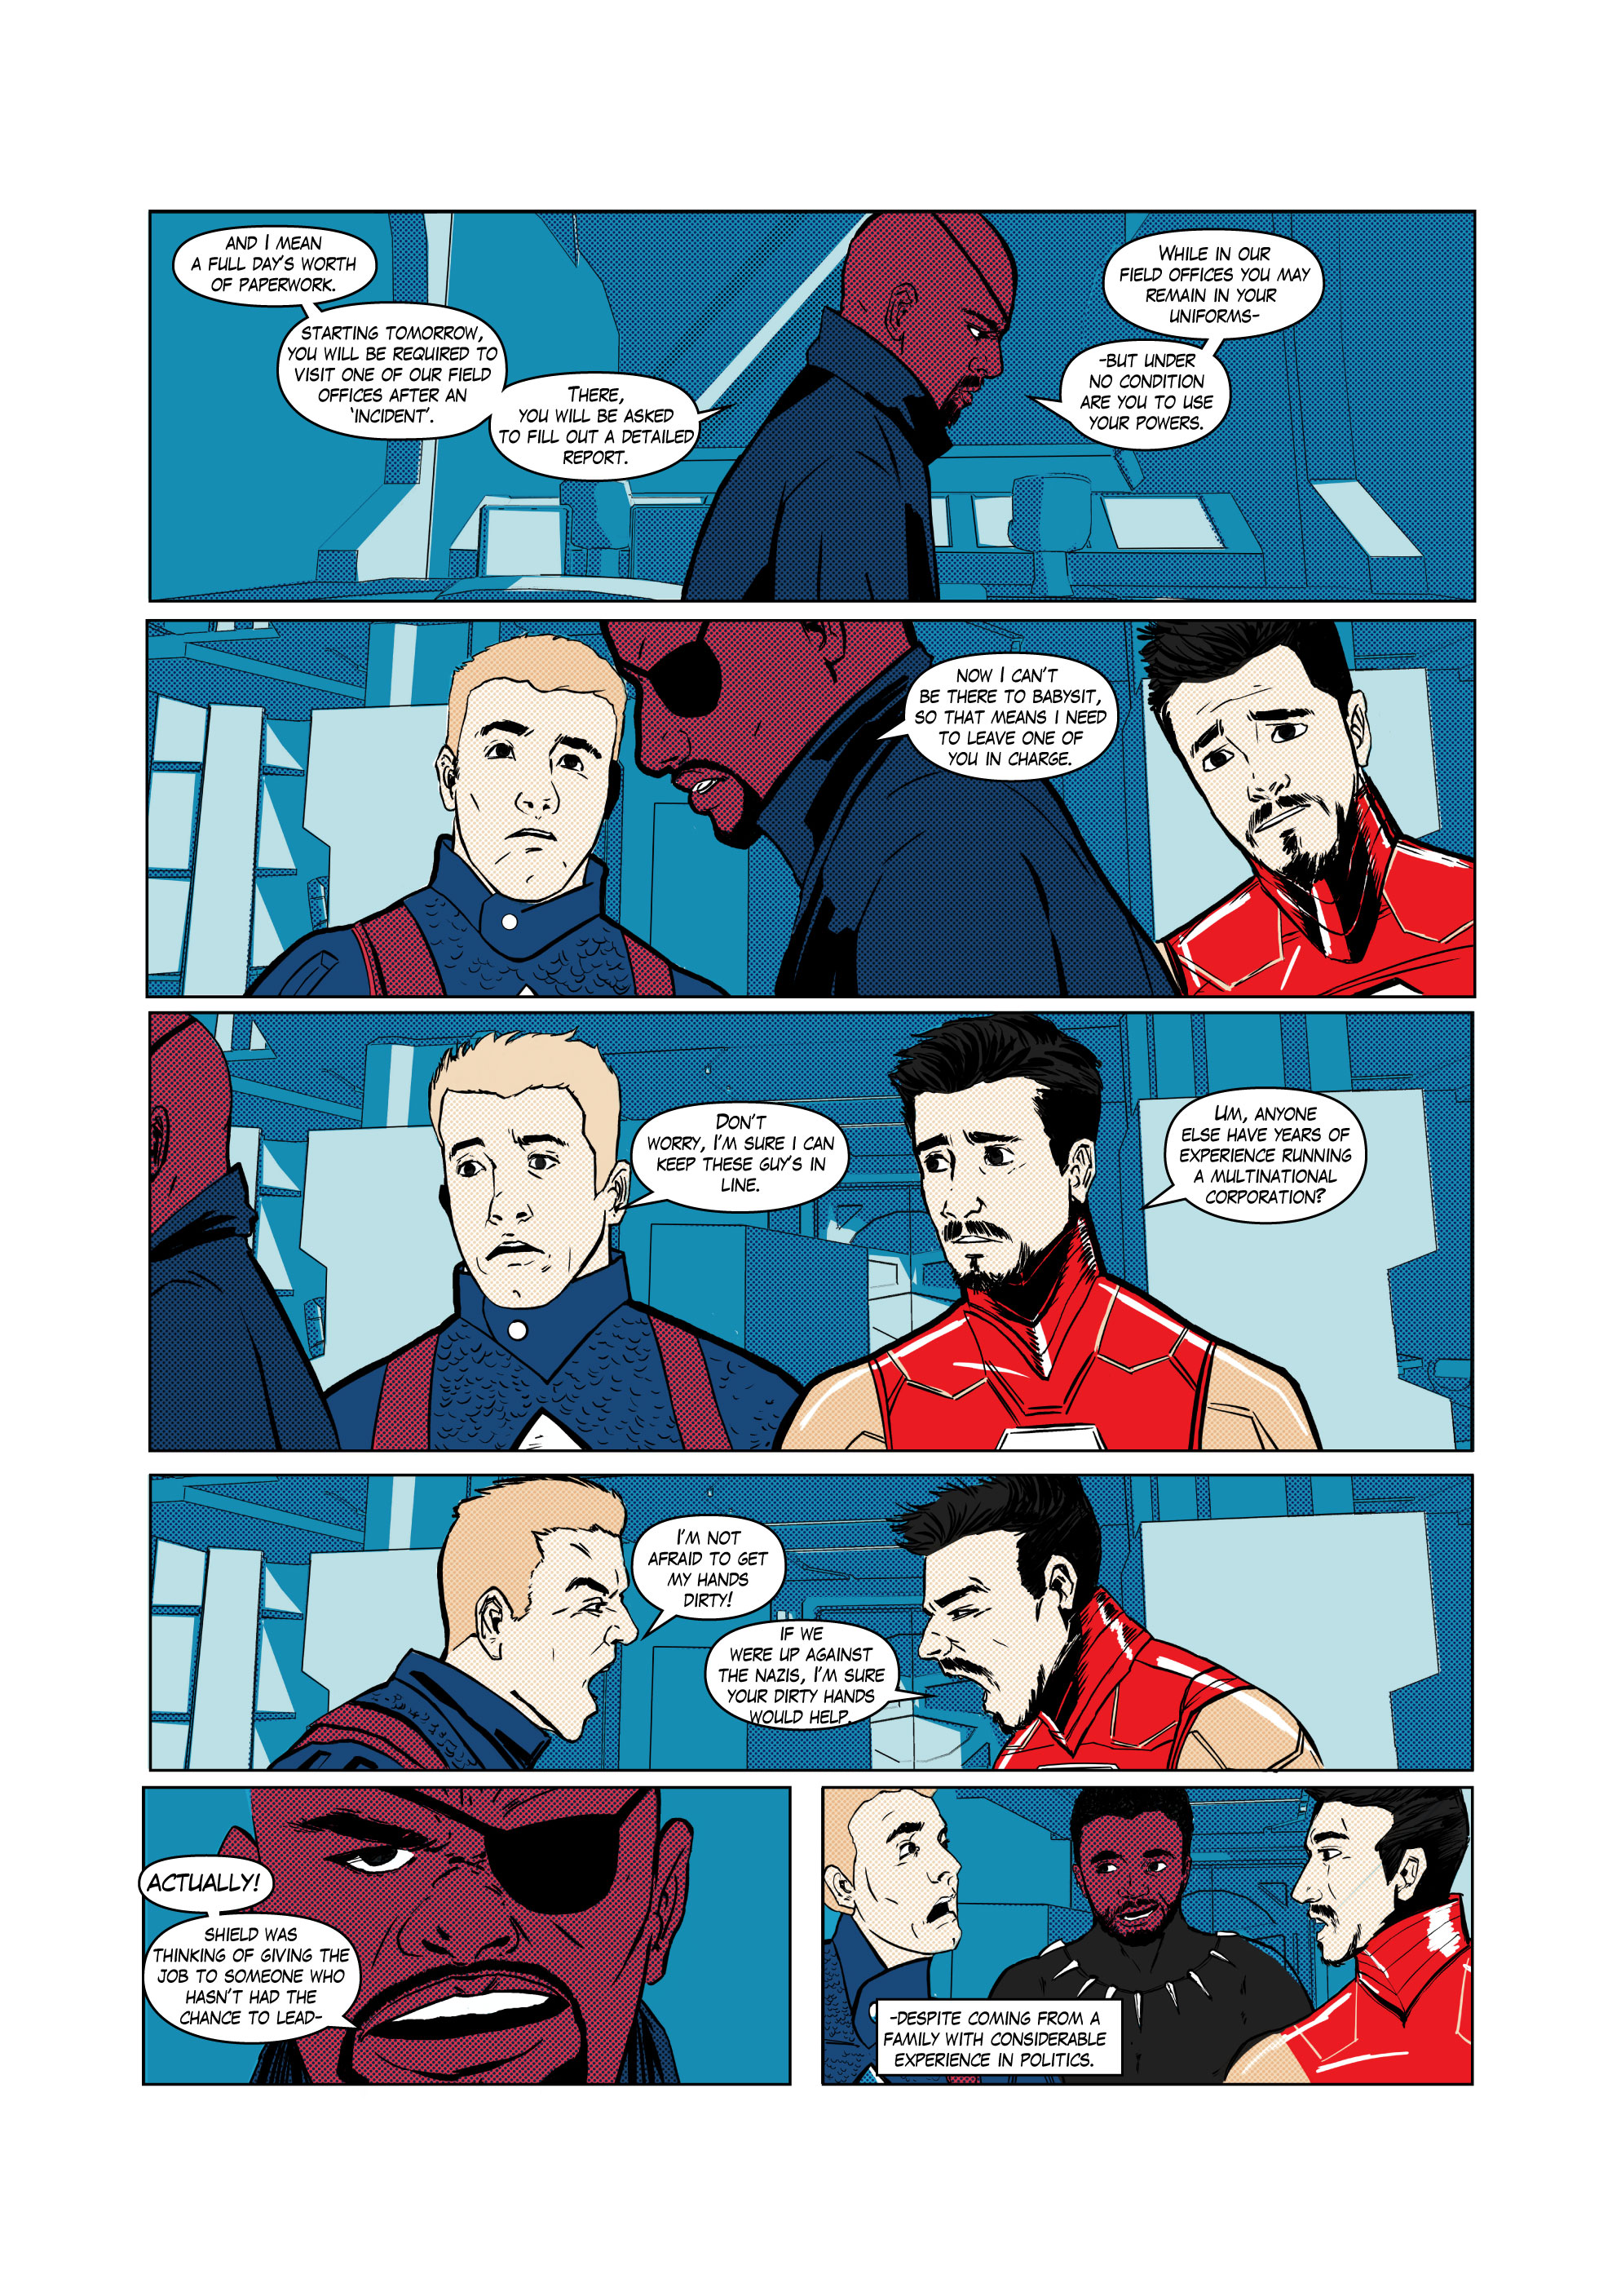 AND I MEAN
A FULL DAY'S WORTH
OF PAPERWORK.
STARTING TOMORROW,
YOU WILL BE REQUIRED TO
VISIT ONE OF OUR FIELD
OFFICES AFTER AN
'INCIDENT'.
THERE,
YOU WILL BE ASKED
TO FILL OUT A DETAILED
REPORT.
WHILE IN OUR
FIELD OFFICES YOU MAY
REMAIN IN YOUR
UNIFORMS-
-BUT UNDER
NO CONDITION
ARE YOU TO USE
YOUR POWERS.
NOW I CAN'T
BE THERE TO BABYSIT,
SO THAT MEANS I NEED
TO LEAVE ONE OF
YOU IN CHARGE.
DON'T
WORRY, I'M SURE I CAN
KEEP THESE GUY'S IN
LINE.
UM, ANYONE
ELSE HAVE YEARS OF
EXPERIENCE RUNNING
A MULTINATIONAL
CORPORATION?
I'M NOT
AFRAID TO GET
MY HANDS
DIRTY!
IF WE
WERE UP AGAINST
THE NAZIS, I'M SURE
YOUR DIRTY HANDS
WOULD HELP.
ACTUALLY!
SHIELD WAS
THINKING OF GIVING THE
JOB TO SOMEONE WHO
HASN'T HAD THE
CHANCE TO LEAD-
-DESPITE COMING FROM A
FAMILY WITH CONSIDERABLE
EXPERIENCE IN POLITICS.